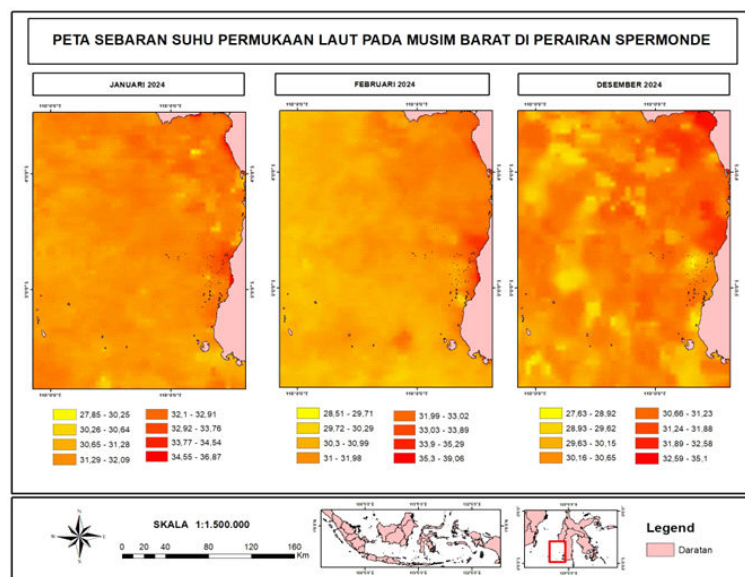 PETA SEBARAN SUHU PERMUKAAN LAUT PADA MUSIM BARAT DI PERAIRAN SPERMONDE
JANUARI 2024
FEBRUARI 2024
DESEMBER 2024
27,85 - 30,25
30,26 - 30,64
30,65 - 31,28
31,29 - 32,09
32,1 - 32,91
32,92 - 33,76
33,77 - 34,54
34,55 - 36,87
28,51 - 29,71
29,72 - 30,29
30,3 - 30,99
31 - 31,98
31,99 - 33,02
33,03 - 33,89
33,9 - 35,29
35,3 - 39,06
27,63 - 28,92
28,93 - 29,62
29,63 - 30,15
30,16 - 30,65
30,66 - 31,23
31,24 - 31,88
31,89 - 32,58
32,59 - 35,1
N
W E
S
SKALA 1:1.500.000
0 20 40 80 120 160
Km
Legend
Daratan